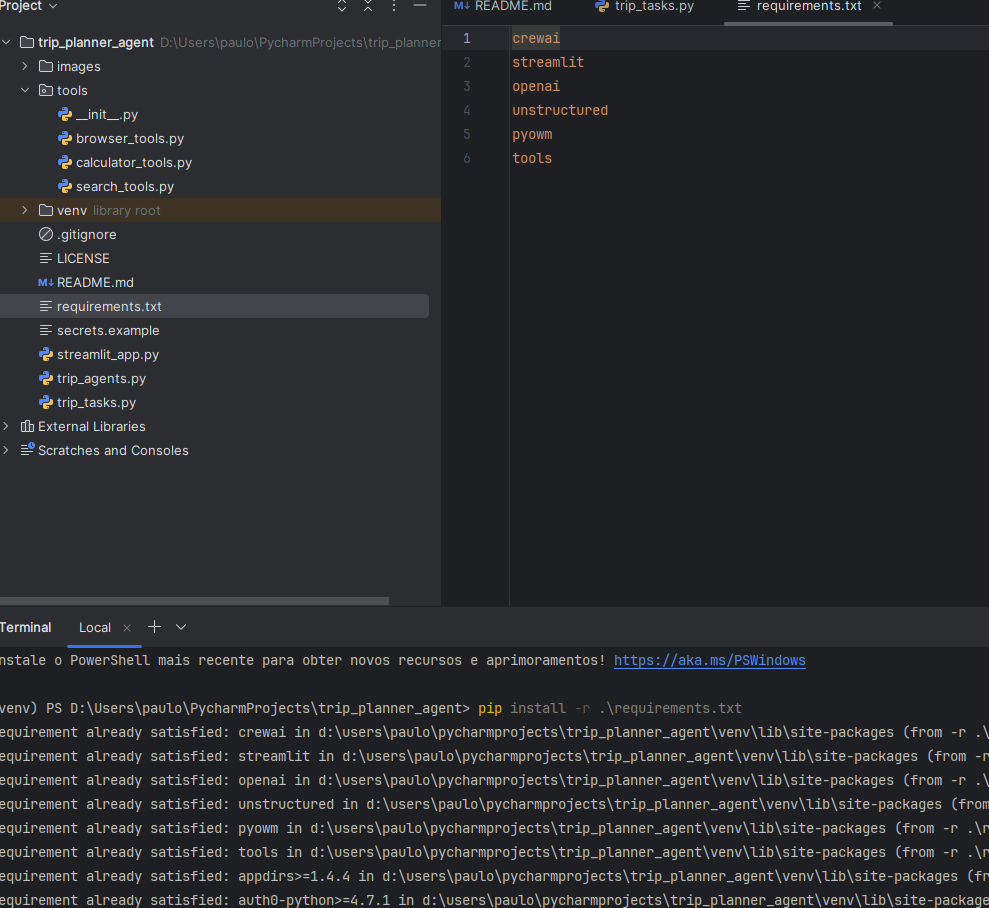 Project
trip_planner_agent D:\Users\paulo\PycharmProjects\trip_planner
images
tools
__init__.py
browser_tools.py
calculator_tools.py
search_tools.py
venv library root
.gitignore
LICENSE
M↓ README.md
requirements.txt
secrets.example
streamlit_app.py
trip_agents.py
trip_tasks.py
External Libraries
Scratches and Consoles
M↓ README.md trip_tasks.py requirements.txt
1 crewai
2 streamlit
3 openai
4 unstructured
5 pyowm
6 tools
Terminal Local
nstale o PowerShell mais recente para obter novos recursos e aprimoramentos! https://aka.ms/PSWindows
venv) PS D:\Users\paulo\PycharmProjects\trip_planner_agent> pip install -r .\requirements.txt
equirement already satisfied: crewai in d:\users\paulo\pycharmprojects\trip_planner_agent\venv\lib\site-packages (from -r .\
equirement already satisfied: streamlit in d:\users\paulo\pycharmprojects\trip_planner_agent\venv\lib\site-packages (from -r
equirement already satisfied: openai in d:\users\paulo\pycharmprojects\trip_planner_agent\venv\lib\site-packages (from -r .\
equirement already satisfied: unstructured in d:\users\paulo\pycharmprojects\trip_planner_agent\venv\lib\site-packages (from
equirement already satisfied: pyowm in d:\users\paulo\pycharmprojects\trip_planner_agent\venv\lib\site-packages (from -r .\r
equirement already satisfied: tools in d:\users\paulo\pycharmprojects\trip_planner_agent\venv\lib\site-packages (from -r .\r
equirement already satisfied: appdirs>=1.4.4 in d:\users\paulo\pycharmprojects\trip_planner_agent\venv\lib\site-packages (fr
equirement already satisfied: auth0-python>=4.7.1 in d:\users\paulo\pycharmprojects\trip_planner_agent\venv\lib\site-package